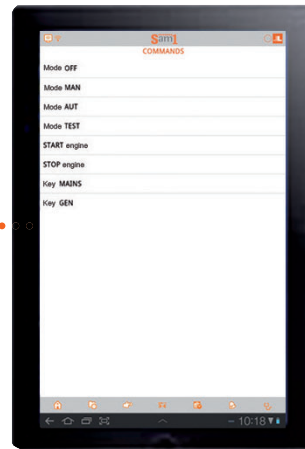 Sam1
COMMANDS
Mode OFF
Mode MAN
Mode AUT
Mode TEST
START engine
STOP engine
Key MAINS
Key GEN
10:18